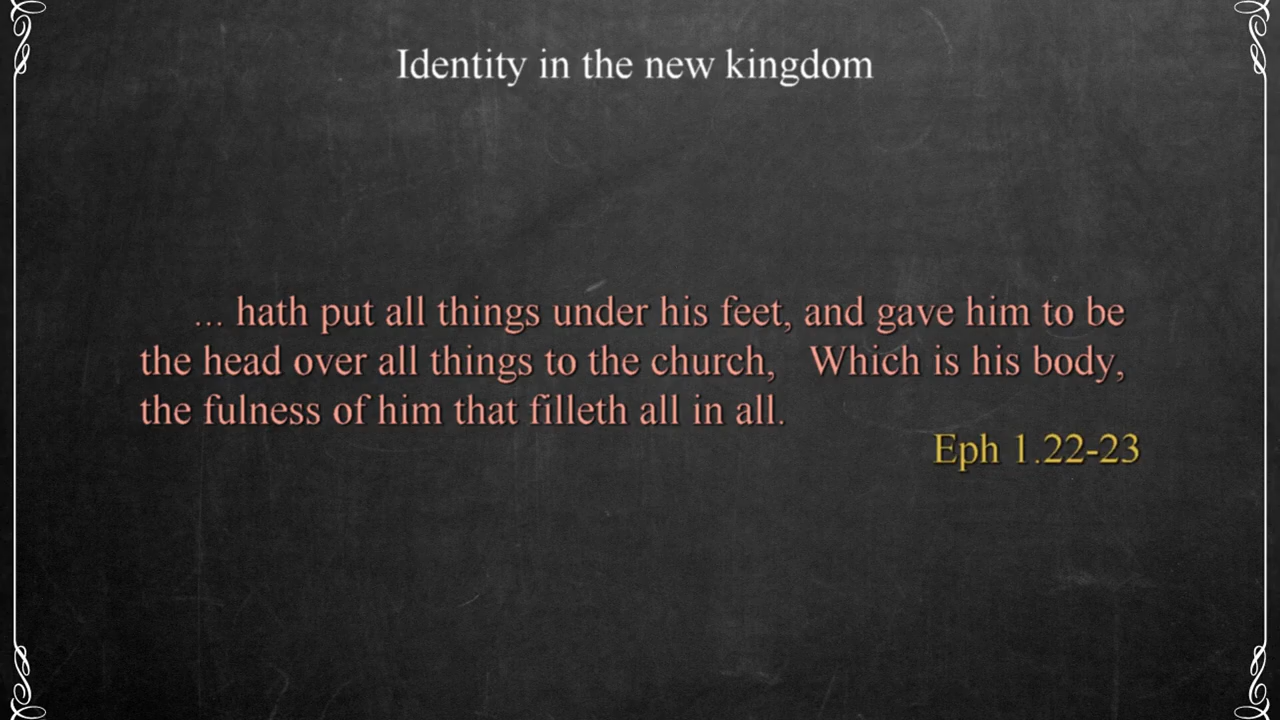 Identity in the new kingdom
... hath put all things under his feet, and gave him to be
the head over all things to the church, Which is his body,
the fulness of him that filleth all in all.
Eph 1.22-23